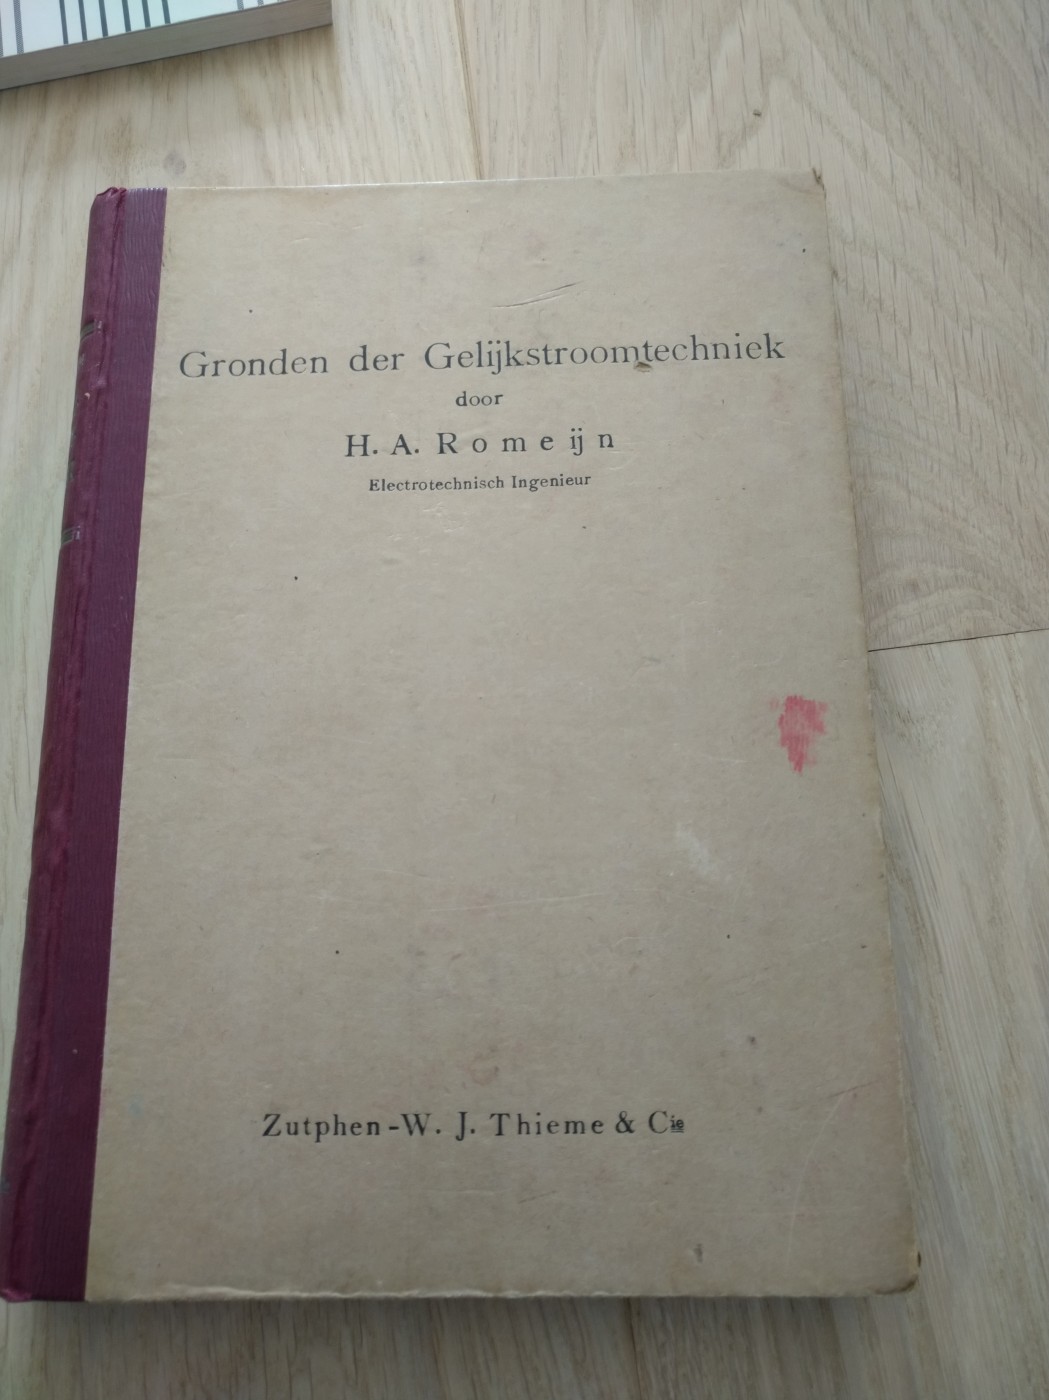 Gronden der Gelijkstroomtechniek
door
H. A. Romeijn
Electrotechnisch Ingenieur
Zutphen - W. J. Thieme & Cie